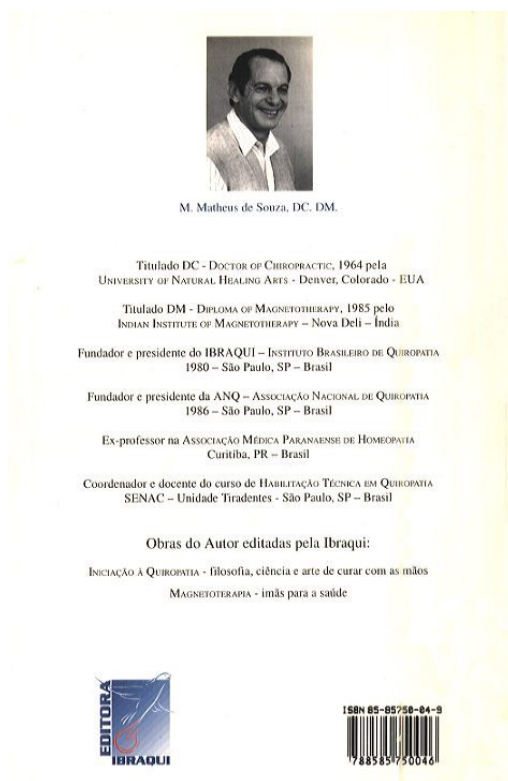 M. Matheus de Souza, DC. DM.
Titulado DC - Doctor of Chiropractic, 1964 pela
University of Natural Healing Arts - Denver, Colorado - EUA
Titulado DM - Diploma of Magnetotherapy, 1985 pelo
Indian Institute of Magnetotherapy – Nova Deli – Índia
Fundador e presidente do IBRAQUI – Instituto Brasileiro de Quiropatia
1980 – São Paulo, SP – Brasil
Fundador e presidente da ANQ – Associação Nacional de Quiropatia
1986 – São Paulo, SP – Brasil
Ex-professor na Associação Médica Paranaense de Homeopatia
Curitiba, PR – Brasil
Coordenador e docente do curso de Habilitação Técnica em Quiropatia
SENAC – Unidade Tiradentes - São Paulo, SP – Brasil
Obras do Autor editadas pela Ibraqui:
Iniciação à Quiropatia - filosofia, ciência e arte de curar com as mãos
Magnetoterapia - imãs para a saúde
EDITORA
IBRAQUI
ISBN 85-85750-04-9
788585 750046